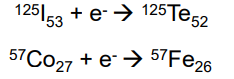 ¹²⁵I₅₃ + e⁻ → ¹²⁵Te₅₂
⁵⁷Co₂₇ + e⁻ → ⁵⁷Fe₂₆